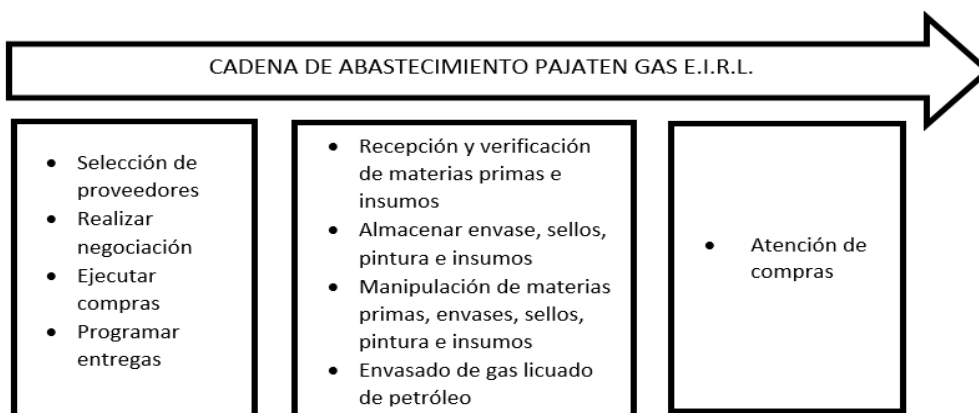 CADENA DE ABASTECIMIENTO PAJATEN GAS E.I.R.L.
• Selección de
proveedores
• Realizar
negociación
• Ejecutar
compras
• Programar
entregas
• Recepción y verificación
de materias primas e
insumos
• Almacenar envase, sellos,
pintura e insumos
• Manipulación de materias
primas, envases, sellos,
pintura e insumos
• Envasado de gas licuado
de petróleo
• Atención de
compras